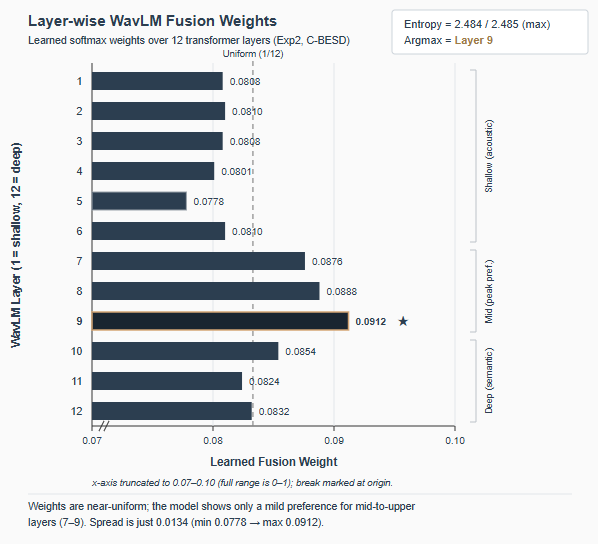 Layer-wise WavLM Fusion Weights
Learned softmax weights over 12 transformer layers (Exp2, C-BESD)
Entropy = 2.484 / 2.485 (max)
Argmax = Layer 9
Uniform (1/12)
WavLM Layer (1 = shallow, 12 = deep)
1 0.0808
2 0.0810
3 0.0808
4 0.0801
5 0.0778
6 0.0810
7 0.0876
8 0.0888
9 0.0912 ★
10 0.0854
11 0.0824
12 0.0832
Shallow (acoustic)
Mid (peak pref.)
Deep (semantic)
0.07 0.08 0.09 0.10
Learned Fusion Weight
x-axis truncated to 0.07–0.10 (full range is 0–1); break marked at origin.
Weights are near-uniform; the model shows only a mild preference for mid-to-upper
layers (7–9). Spread is just 0.0134 (min 0.0778 → max 0.0912).